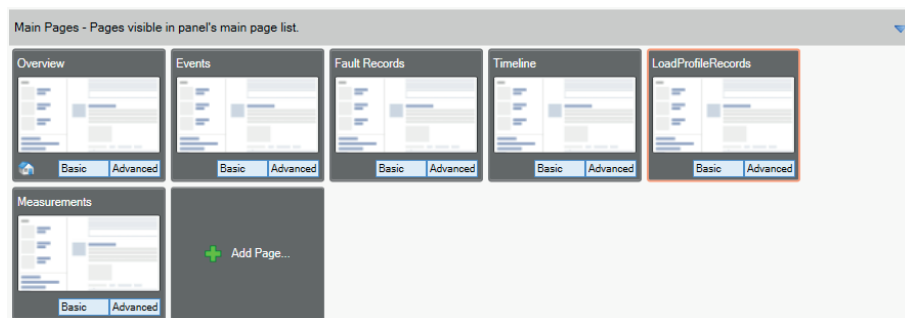 Main Pages - Pages visible in panel's main page list.
Overview
Events
Fault Records
Timeline
LoadProfileRecords
Basic Advanced
Basic Advanced
Basic Advanced
Basic Advanced
Basic Advanced
Measurements
Add Page...
Basic Advanced